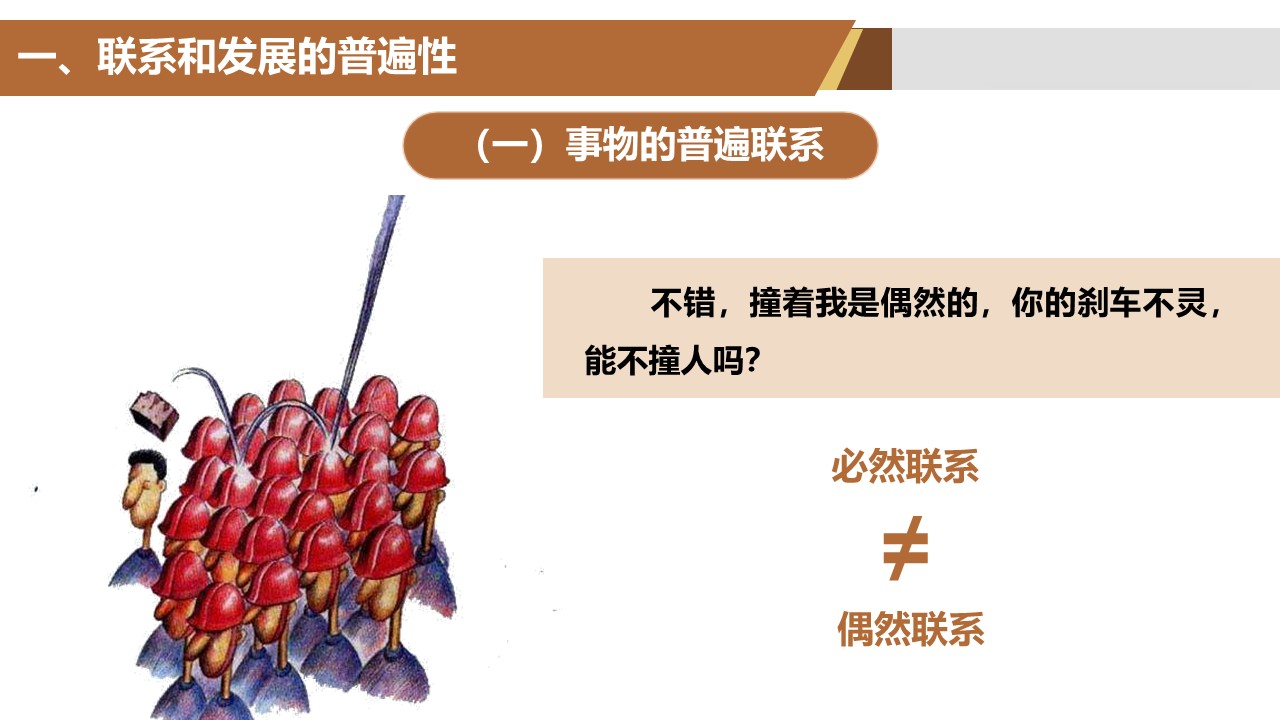 一、联系和发展的普遍性
（一）事物的普遍联系
不错，撞着我是偶然的，你的刹车不灵，
能不撞人吗？
必然联系
≠
偶然联系